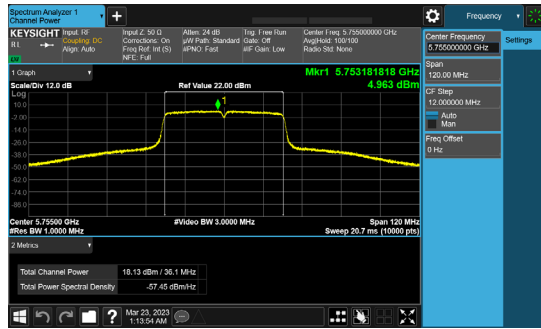 Spectrum Analyzer 1
Channel Power
+
Frequency
KEYSIGHT
Input: RF
Input Z: 50 Ω
Atten: 24 dB
Trig: Free Run
Center Freq: 5.755000000 GHz
RL
Coupling: DC
Corrections: On
µW Path: Standard
Gate: Off
Avg|Hold: 100/100
Align: Auto
Freq Ref: Int (S)
#PNO: Fast
#IF Gain: Low
Radio Std: None
NFE: Full
1 Graph
Mkr1 5.753181818 GHz
Scale/Div 12.0 dB
Ref Value 22.00 dBm
4.963 dBm
Log
1
10.0
-2.00
-14.0
-26.0
-38.0
-50.0
-62.0
-74.0
-86.0
Center 5.75500 GHz
#Video BW 3.0000 MHz
Span 120 MHz
#Res BW 1.0000 MHz
Sweep 20.7 ms (10000 pts)
2 Metrics
Total Channel Power
18.13 dBm / 36.1 MHz
Total Power Spectral Density
-57.45 dBm/Hz
?
Mar 23, 2023
1:13:54 AM
Center Frequency
5.755000000 GHz
Settings
Span
120.00 MHz
CF Step
12.000000 MHz
Auto
Man
Freq Offset
0 Hz